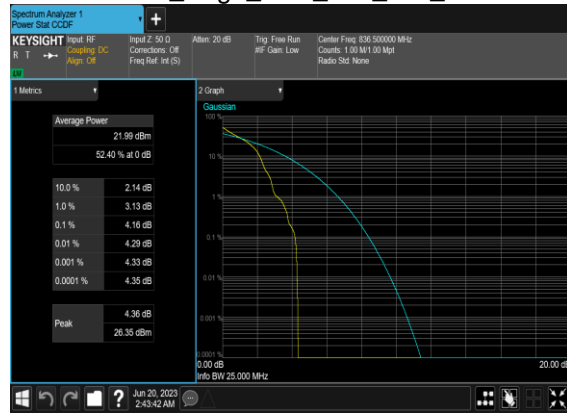 Spectrum Analyzer 1
Power Stat CCDF
+
KEYSIGHT Input: RF
R T Coupling: DC
Align: Off
Input Z: 50 Ω
Corrections: Off
Freq Ref: Int (S)
Atten: 20 dB
Trig: Free Run
#IF Gain: Low
Center Freq: 836.500000 MHz
Counts: 1.00 M/1.00 Mpt
Radio Std: None
1 Metrics
Average Power
21.99 dBm
52.40 % at 0 dB
10.0 % 2.14 dB
1.0 % 3.13 dB
0.1 % 4.16 dB
0.01 % 4.29 dB
0.001 % 4.33 dB
0.0001 % 4.35 dB
Peak 4.36 dB
26.35 dBm
2 Graph
Gaussian
100 %
10 %
1 %
0.1 %
0.01 %
0.001 %
0.0001 %
0.00 dB 20.00 dB
Info BW 25.000 MHz
? Jun 20, 2023
2:43:42 AM